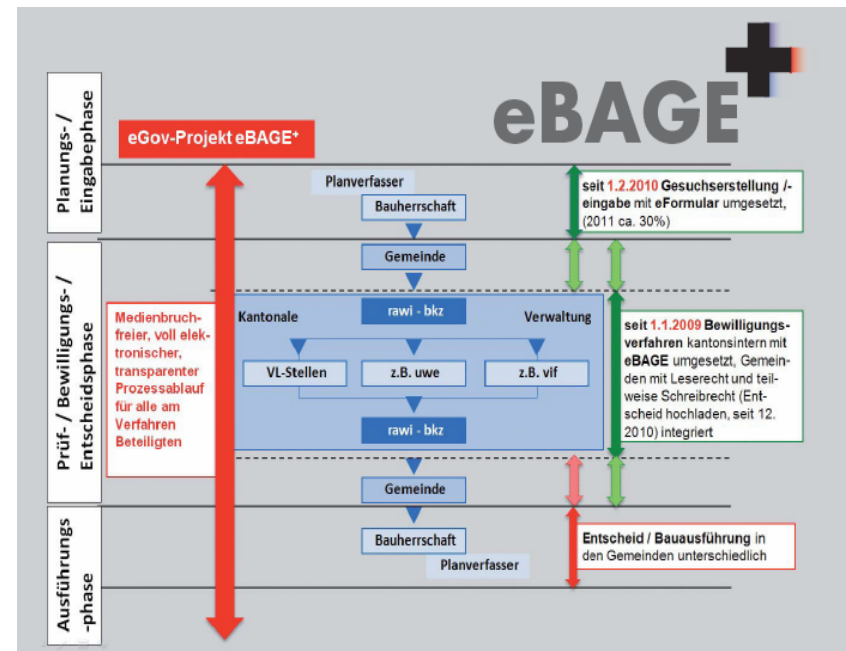 eBAGE+
Planungs- /
Eingabephase
eGov-Projekt eBAGE+
Planverfasser
Bauherrschaft
seit 1.2.2010 Gesuchserstellung /-
eingabe mit eFormular umgesetzt,
(2011 ca. 30%)
Prüf- / Bewilligungs- /
Entscheidsphase
Gemeinde
Medienbruch-
freier, voll elek-
tronischer,
transparenter
Prozessablauf
für alle am
Verfahren
Beteiligten
Kantonale
rawi - bkz
Verwaltung
VL-Stellen
z.B. uwe
z.B. vif
rawi - bkz
seit 1.1.2009 Bewilligungs-
verfahren kantonsintern mit
eBAGE umgesetzt, Gemein-
den mit Leserecht und teil-
weise Schreibrecht (Ent-
scheid hochladen, seit 12.
2010) integriert
Gemeinde
Ausführungs
-phase
Bauherrschaft
Planverfasser
Entscheid / Bauausführung in
den Gemeinden unterschiedlich